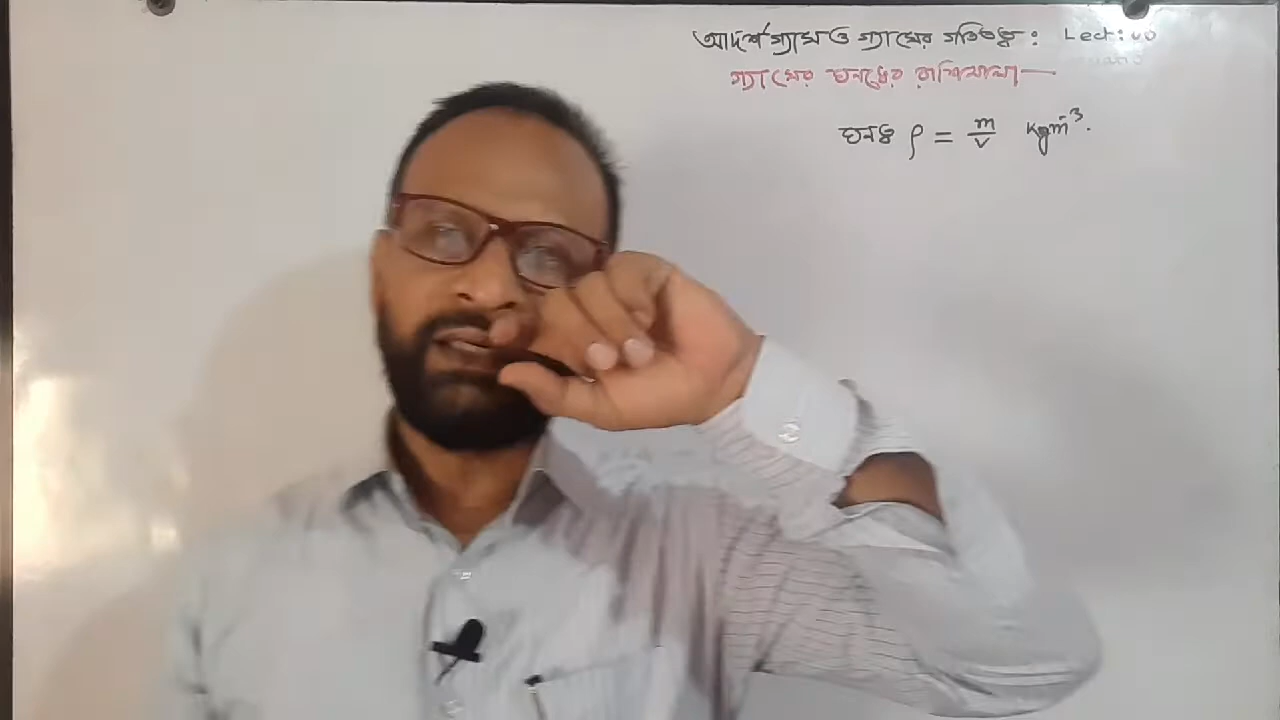 আদর্শ গ্যাস ও গ্যাসের গতিতত্ত্ব : Lect:
গ্যাসের ঘনত্বের রাশিমালা—
ঘনত্ব ρ = m/v kgm⁻³.